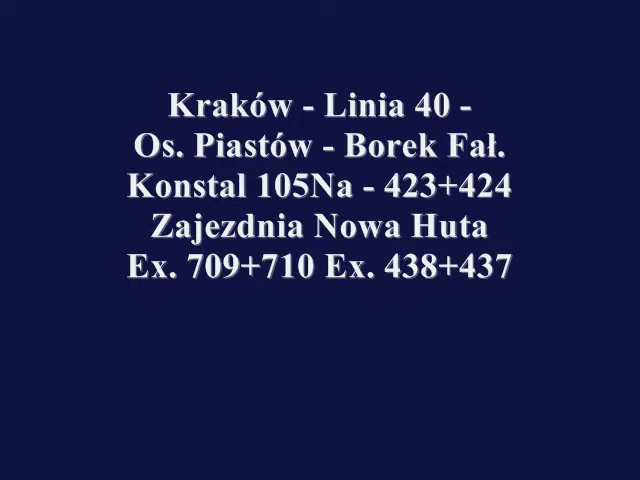 Kraków - Linia 40 -
Os. Piastów - Borek Fał.
Konstal 105Na - 423+424
Zajezdnia Nowa Huta
Ex. 709+710 Ex. 438+437